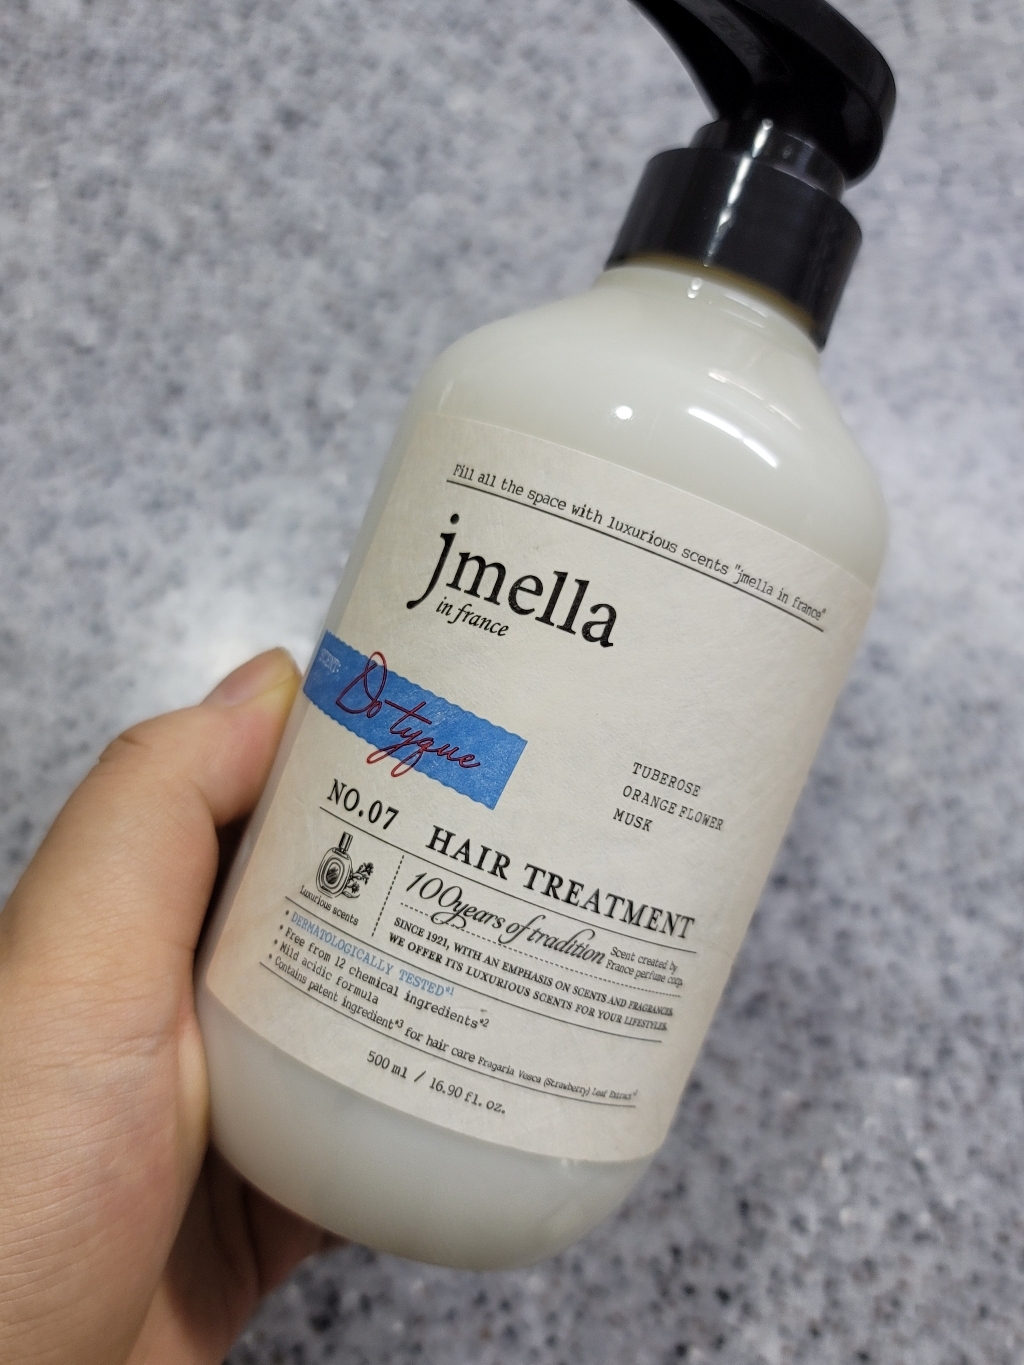 Fill all the space with luxurious scents "jmella in france"
jmella
in france
SCENT:
Do tyque
TUBEROSE
ORANGE FLOWER
MUSK
NO.07 HAIR TREATMENT
Luxurious scents
100years of tradition
Scent created by
France perfume corp.
SINCE 1921, WITH AN EMPHASIS ON SCENTS AND FRAGRANCES.
WE OFFER ITS LUXURIOUS SCENTS FOR YOUR LIFESTYLES.
• DERMATOLOGICALLY TESTED*1
• Free from 12 chemical ingredients*2
• Mild acidic formula
• Contains patent ingredient*3 for hair care Fragaria Vesca (Strawberry) Leaf Extract*3
500 ml / 16.90 fl. oz.